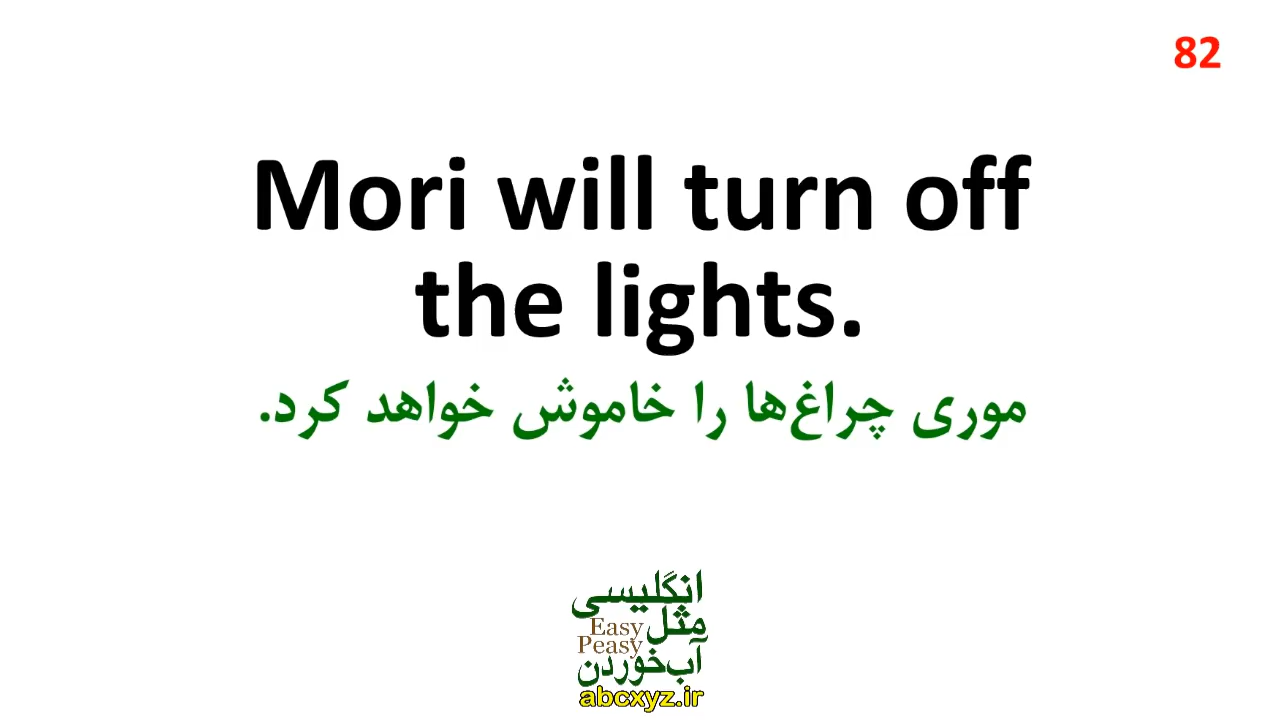 82
Mori will turn off
the lights.
موری چراغ‌ها را خاموش خواهد کرد.
انگلیسی
مثل
Easy
Peasy
آب‌خوردن
abcxyz.ir